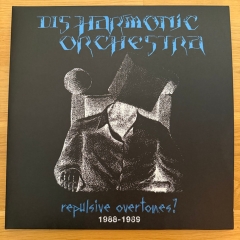 DISHARMONIC
ORCHESTRA
repulsive overtones?
1988-1989